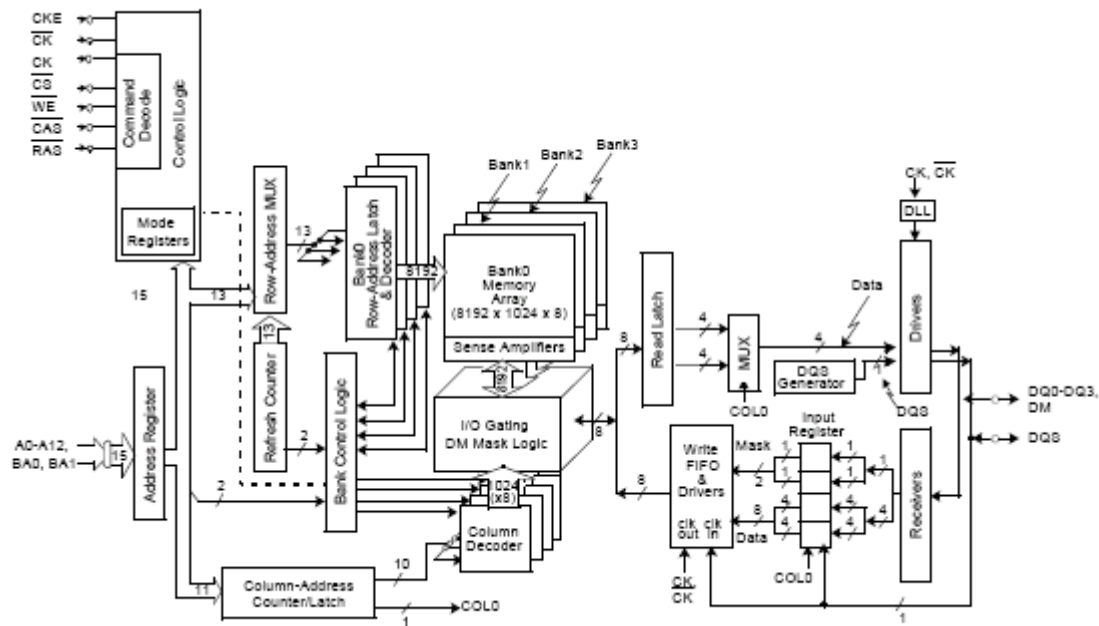 CKE
CK
CK
CS
WE
CAS
RAS
Command
Decode
Control Logic
Mode
Registers
15
13
Row-Address MUX
13
Refresh Counter
13
2
Bank0
Row-Address Latch
& Decoder
8192
Bank1
Bank2
Bank3
Bank0
Memory
Array
(8192 x 1024 x 8)
Sense Amplifiers
8192
I/O Gating
DM Mask Logic
Bank Control Logic
2
1024
(x8)
Column
Decoder
A0-A12,
BA0, BA1
15
Address Register
11
Column-Address
Counter/Latch
10
1
COL0
8
8
8
Read Latch
4
4
MUX
COL0
4
Data
DQS
Generator
1
DQS
CK, CK
DLL
Drivers
DQ0-DQ3,
DM
DQS
Input
Register
Write
FIFO
&
Drivers
clk
out
clk
in
Mask
2
8
Data
1
1
4
4
1
1
4
4
1
4
Receivers
COL0
CK
CK
1